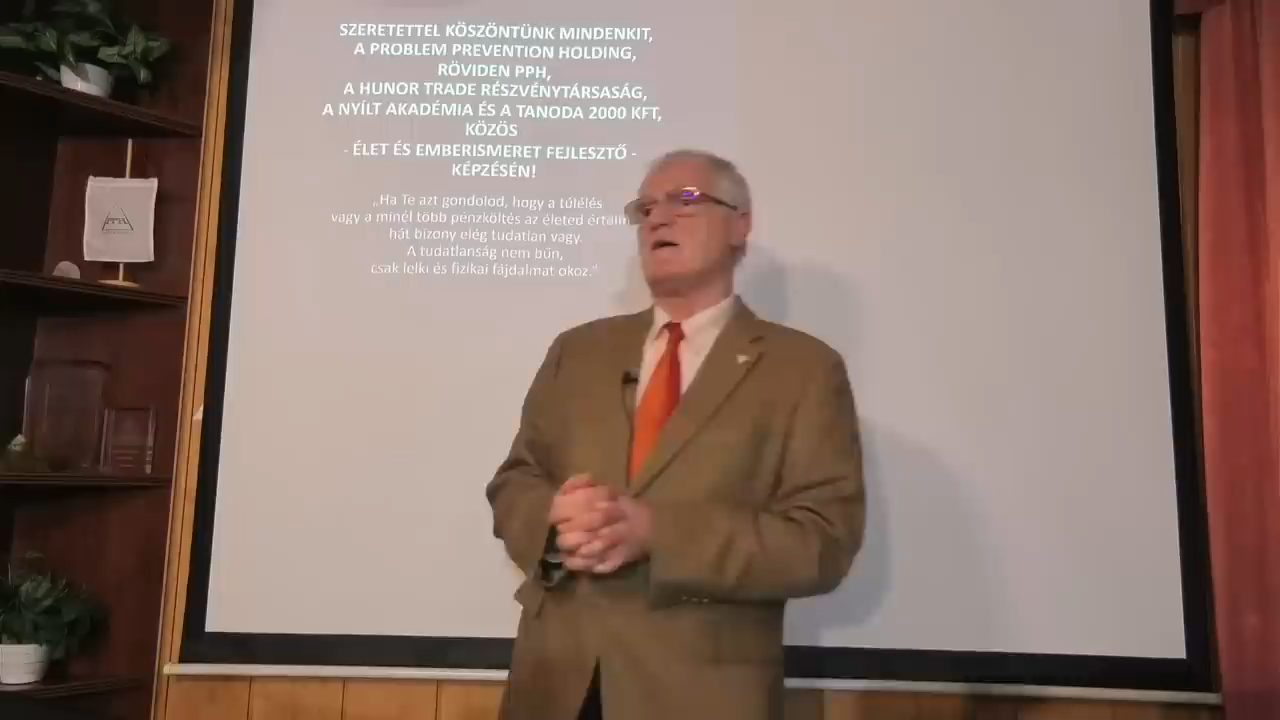 SZERETETTEL KÖSZÖNTÜNK MINDENKIT,
A PROBLEM PREVENTION HOLDING,
RÖVIDEN PPH,
A HUNOR TRADE RÉSZVÉNYTÁRSASÁG,
A NYÍLT AKADÉMIA ÉS A TANODA 2000 KFT,
KÖZÖS
- ÉLET ÉS EMBERISMERET FEJLESZTŐ -
KÉPZÉSÉN!
„Ha Te azt gondolod, hogy a túlélés
vagy a minél több pénzköltés az életed
hát bizony elég tudatlan vagy.
A tudatlanság nem bűn,
csak lelki és fizikai fájdalmat okoz."